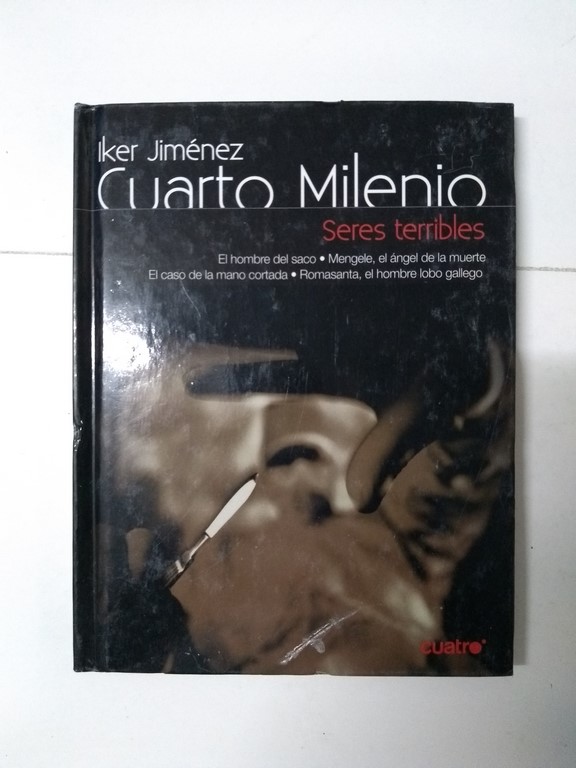 Iker Jiménez
Cuarto Milenio
Seres terribles
El hombre del saco • Mengele, el ángel de la muerte
El caso de la mano cortada • Romasanta, el hombre lobo gallego
cuatro